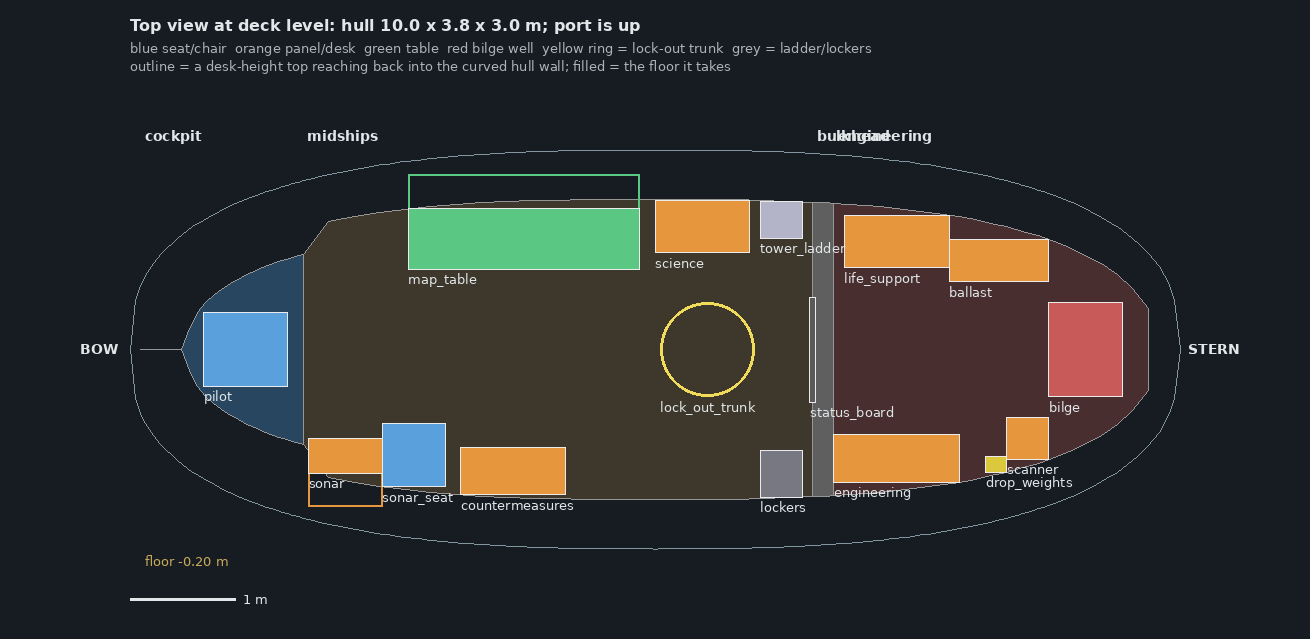 Top view at deck level: hull 10.0 x 3.8 x 3.0 m; port is up
blue seat/chair  orange panel/desk  green table  red bilge well  yellow ring = lock-out trunk  grey = ladder/lockers
outline = a desk-height top reaching back into the curved hull wall; filled = the floor it takes
cockpit
midships
bulkhead
engineering
tower_ladder
science
map_table
life_support
ballast
BOW
STERN
pilot
lock_out_trunk
status_board
bilge
sonar
sonar_seat
countermeasures
lockers
engineering
scanner
drop_weights
floor -0.20 m
1 m